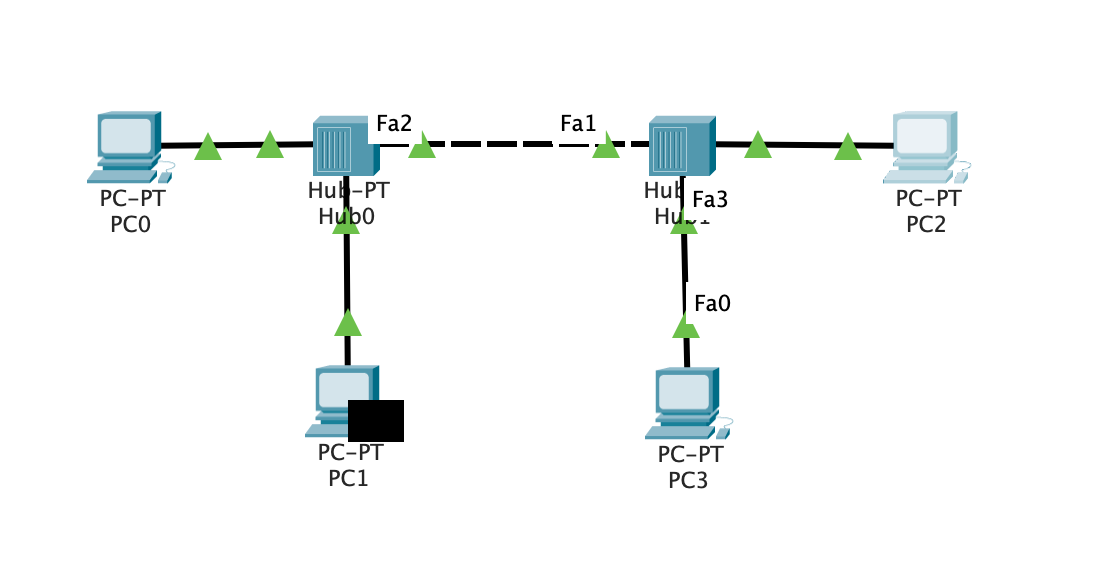 Fa2
Fa1
PC-PT
PC0
Hub-PT
Hub0
Hub
Fa3
PC-PT
PC2
Fa0
PC-PT
PC1
PC-PT
PC3